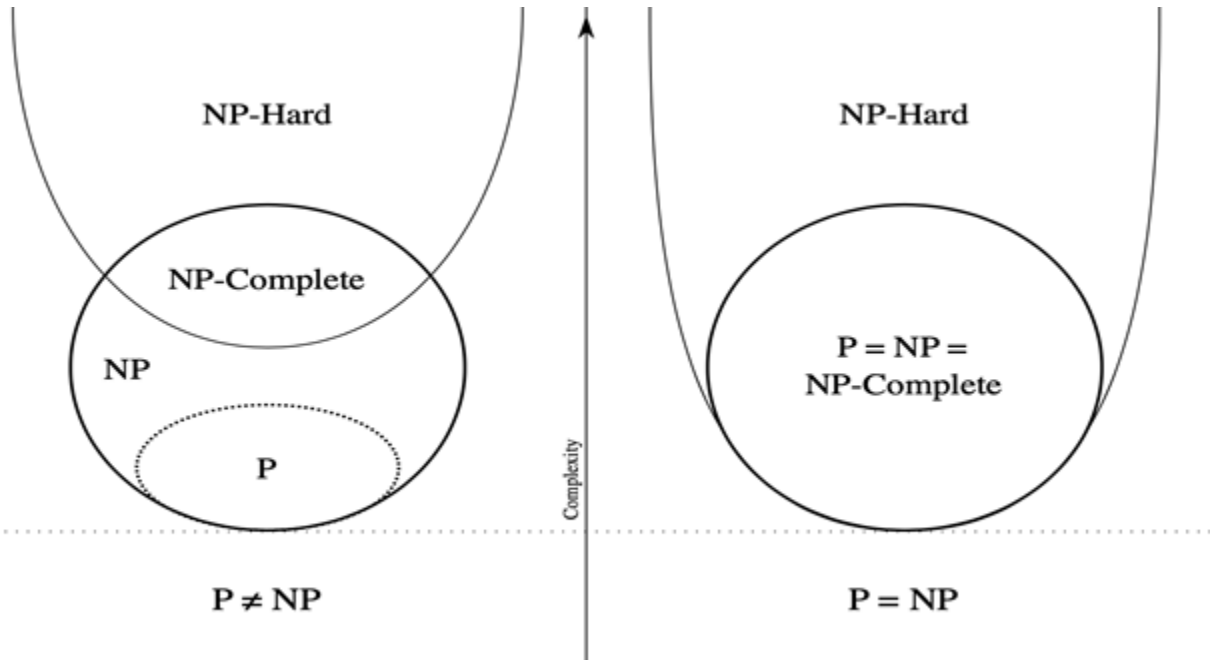 NP-Hard
NP-Complete
NP
P
P ≠ NP
Complexity
NP-Hard
P = NP =
NP-Complete
P = NP